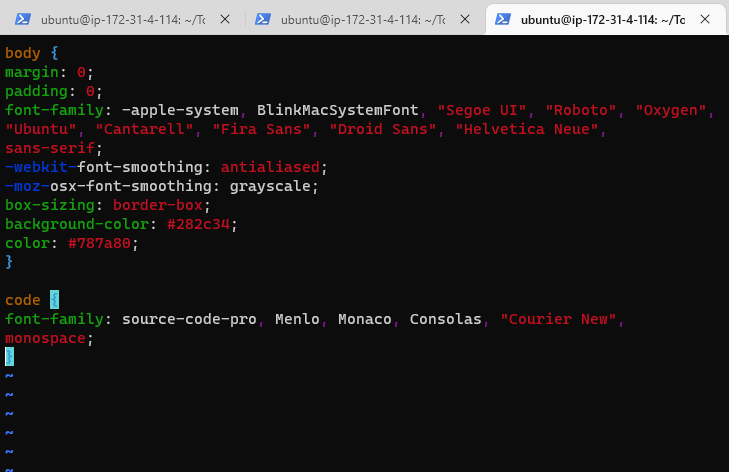 ubuntu@ip-172-31-4-114: ~/Tc
ubuntu@ip-172-31-4-114: ~/Tc
ubuntu@ip-172-31-4-114: ~/To
body {
margin: 0;
padding: 0;
font-family: -apple-system, BlinkMacSystemFont, "Segoe UI", "Roboto", "Oxygen",
"Ubuntu", "Cantarell", "Fira Sans", "Droid Sans", "Helvetica Neue",
sans-serif;
-webkit-font-smoothing: antialiased;
-moz-osx-font-smoothing: grayscale;
box-sizing: border-box;
background-color: #282c34;
color: #787a80;
}
code {
font-family: source-code-pro, Menlo, Monaco, Consolas, "Courier New",
monospace;
}
~
~
~
~
~
~